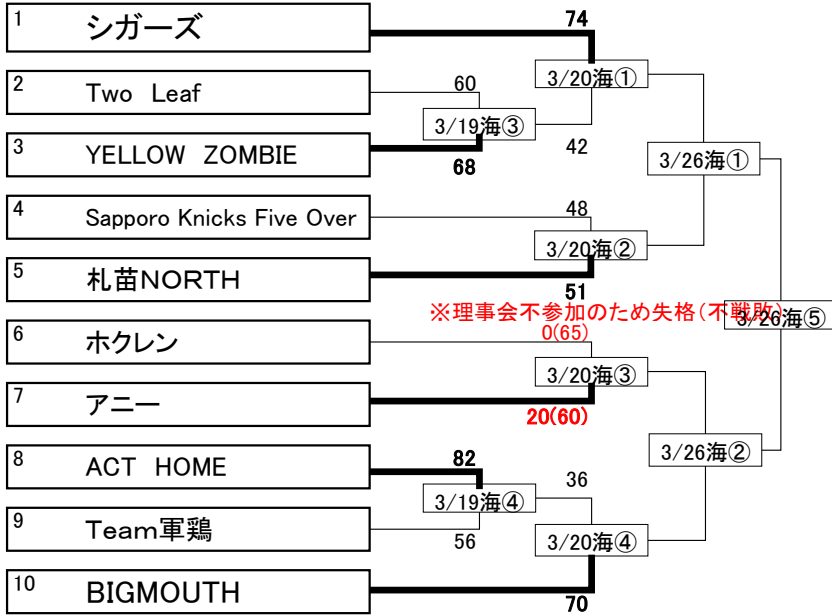 1 シガーズ
74
3/20海①
2 Two Leaf
60
3/19海③
3 YELLOW ZOMBIE
68
42
3/26海①
4 Sapporo Knicks Five Over
48
3/20海②
5 札苗NORTH
51
※理事会不参加のため失格(不戦敗)
3/26海⑤
6 ホクレン
0(65)
3/20海③
7 アニー
20(60)
3/26海②
8 ACT HOME
82
36
3/19海④
9 Team軍鶏
56
3/20海④
10 BIGMOUTH
70